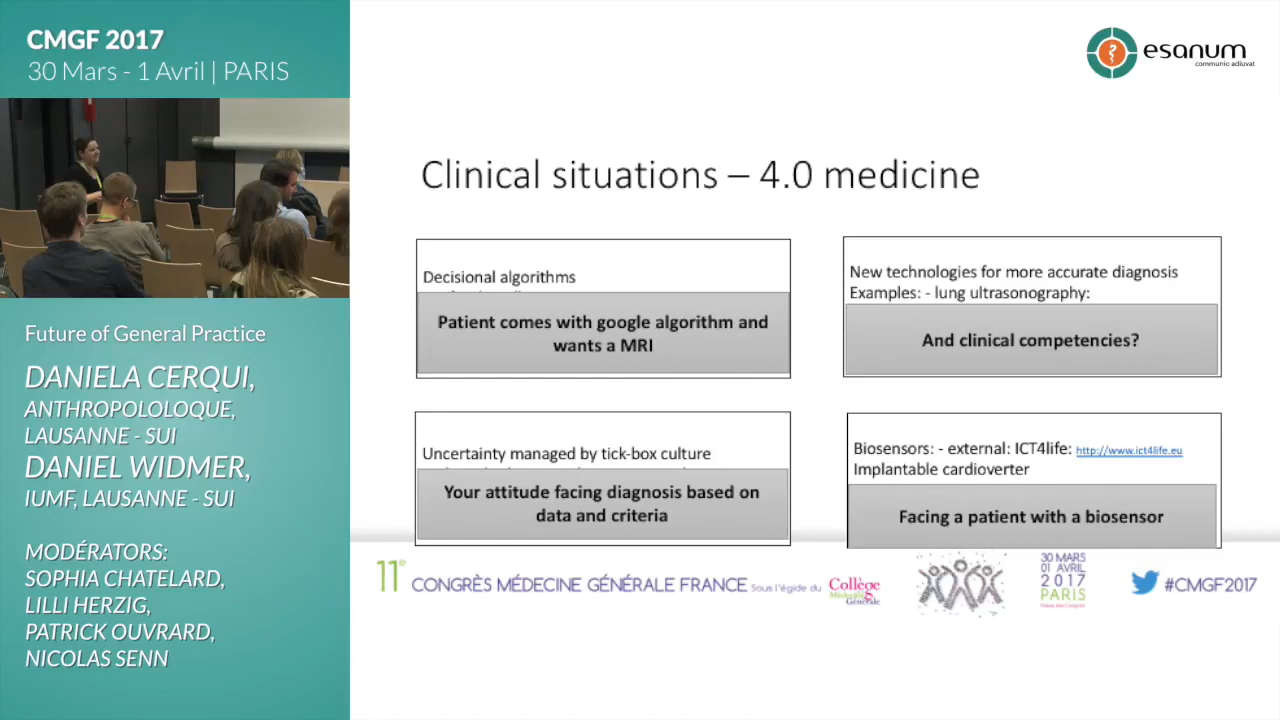 CMGF 2017
30 Mars - 1 Avril | PARIS
esanum
communio adiuvat
Clinical situations – 4.0 medicine
Decisional algorithms
Patient comes with google algorithm and
wants a MRI
New technologies for more accurate diagnosis
Examples: - lung ultrasonography:
And clinical competencies?
Uncertainty managed by tick-box culture
Your attitude facing diagnosis based on
data and criteria
Biosensors: - external: ICT4life: http://www.ict4life.eu
Implantable cardioverter
Facing a patient with a biosensor
Future of General Practice
DANIELA CERQUI,
ANTHROPOLOLOQUE,
LAUSANNE - SUI
DANIEL WIDMER,
IUMF, LAUSANNE - SUI
MODÉRATORS:
SOPHIA CHATELARD,
LILLI HERZIG,
PATRICK OUVRARD,
NICOLAS SENN
11e CONGRÈS MÉDECINE GÉNÉRALE FRANCE Sous l'égide du
Collège
Médecine
Générale
30 MARS
01 AVRIL
2017
PARIS
#CMGF2017